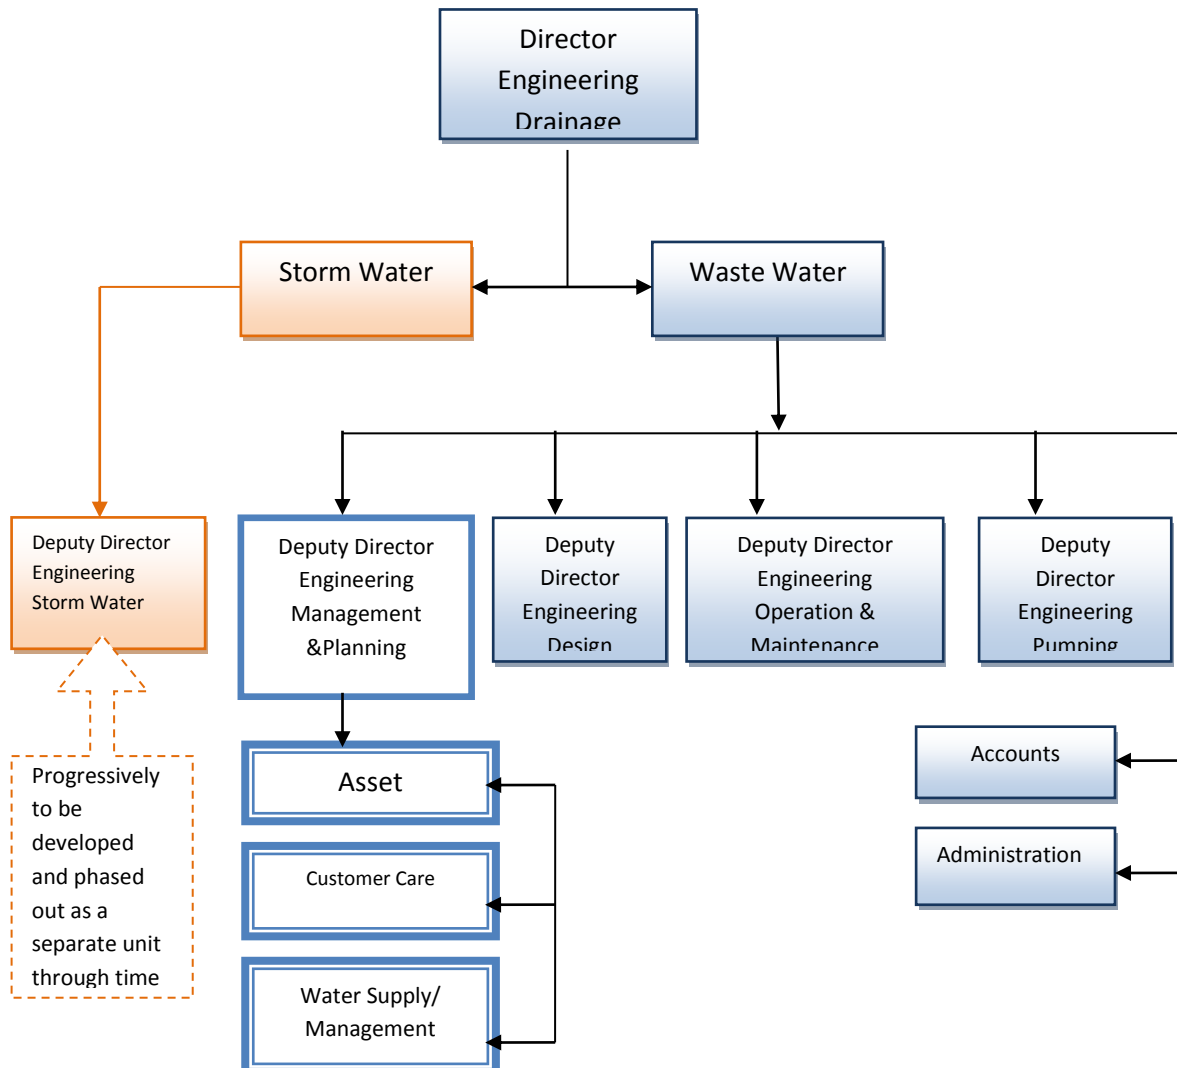 Director
Engineering
Drainage
Storm Water
Waste Water
Deputy Director
Engineering
Storm Water
Deputy Director
Engineering
Management
&Planning
Deputy
Director
Engineering
Design
Deputy Director
Engineering
Operation &
Maintenance
Deputy
Director
Engineering
Pumping
Progressively
to be
developed
and phased
out as a
separate unit
through time
Asset
Customer Care
Water Supply/
Management
Accounts
Administration